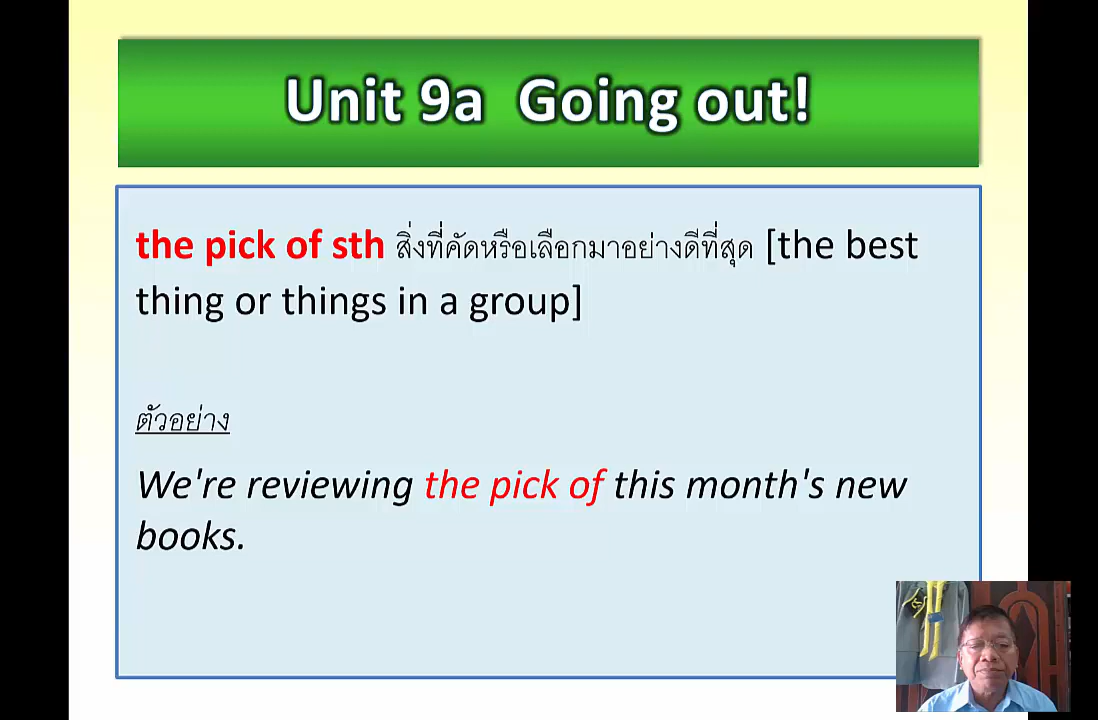 Unit 9a  Going out!
the pick of sth สิ่งที่คัดหรือเลือกมาอย่างดีที่สุด [the best
thing or things in a group]
ตัวอย่าง
We're reviewing the pick of this month's new
books.